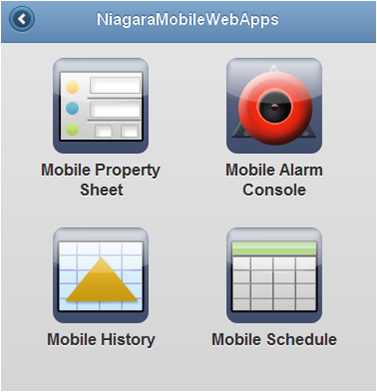 NiagaraMobileWebApps
Mobile Property
Sheet
Mobile Alarm
Console
Mobile History
Mobile Schedule